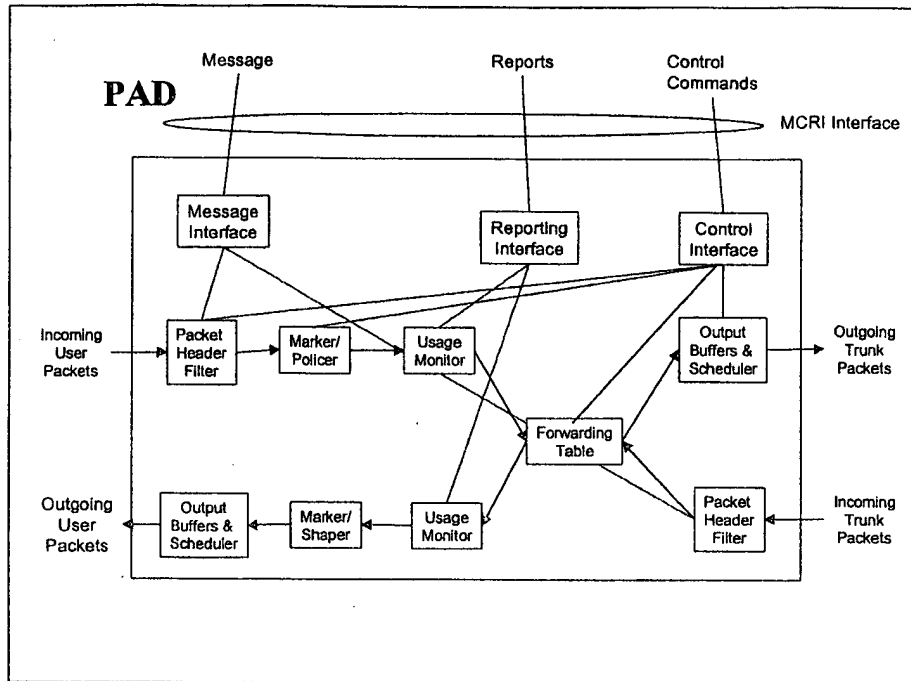 Message
Reports
Control
Commands
PAD
MCRI Interface
Message
Interface
Reporting
Interface
Control
Interface
Incoming
User
Packets
Packet
Header
Filter
Marker/
Policer
Usage
Monitor
Output
Buffers &
Scheduler
Outgoing
Trunk
Packets
Forwarding
Table
Outgoing
User
Packets
Output
Buffers &
Scheduler
Marker/
Shaper
Usage
Monitor
Packet
Header
Filter
Incoming
Trunk
Packets